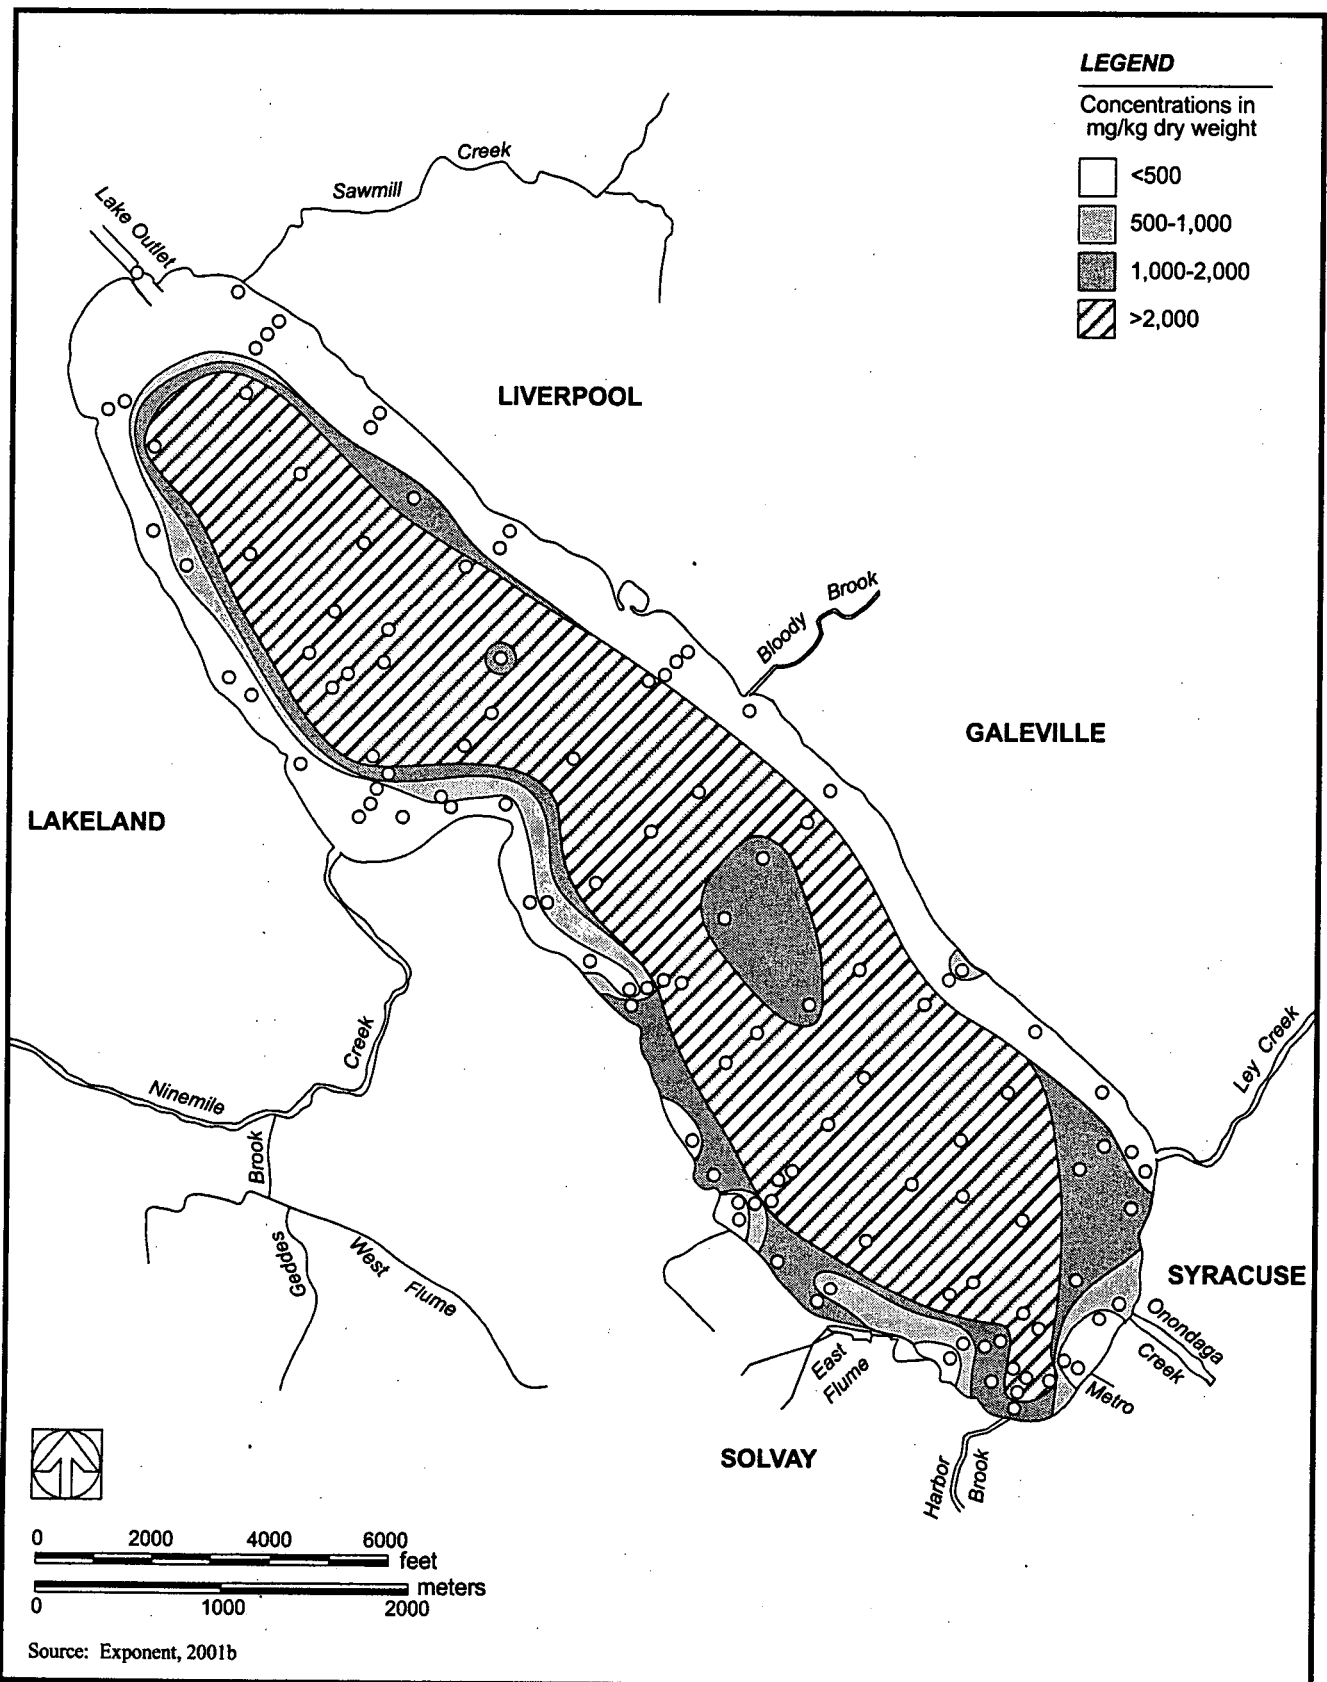 LEGEND
Concentrations in
mg/kg dry weight
<500
500-1,000
1,000-2,000
>2,000
Creek
Sawmill
Lake Outlet
LIVERPOOL
Bloody
Brook
GALEVILLE
LAKELAND
Ley Creek
Creek
Ninemile
Brook
Geddes
West
Flume
SYRACUSE
Onondaga
Creek
Metro
East
Flume
SOLVAY
Harbor
Brook
0 2000 4000 6000
feet
meters
0 1000 2000
Source: Exponent, 2001b